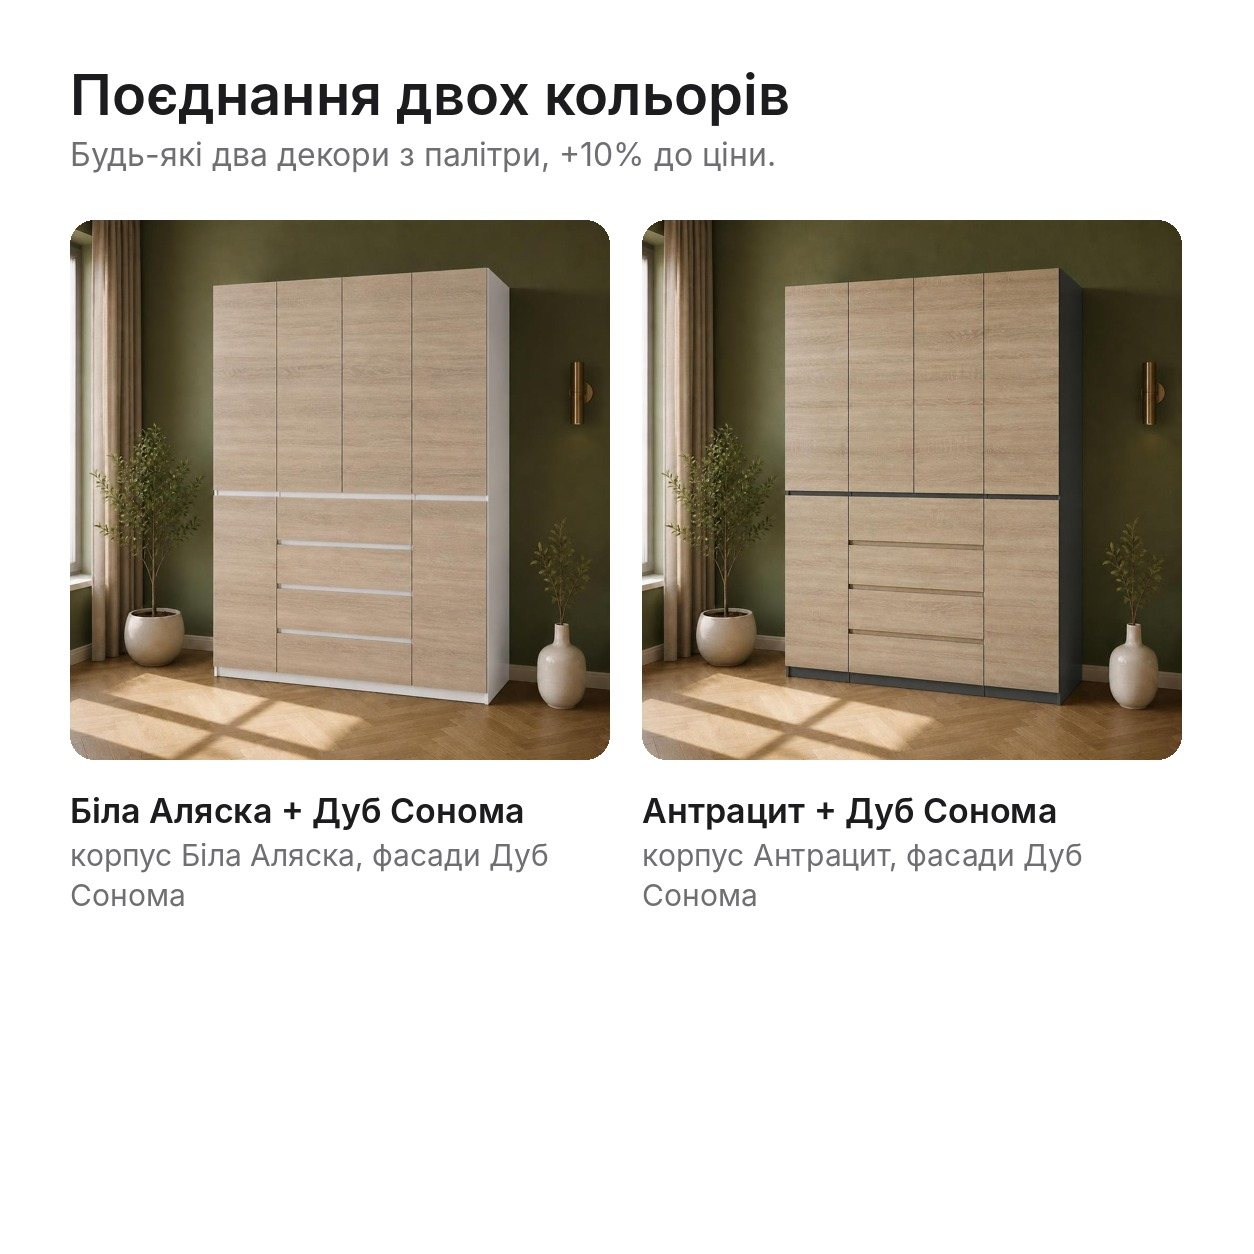 Поєднання двох кольорів
Будь-які два декори з палітри, +10% до ціни.
Біла Аляска + Дуб Сонома
корпус Біла Аляска, фасади Дуб
Сонома
Антрацит + Дуб Сонома
корпус Антрацит, фасади Дуб
Сонома